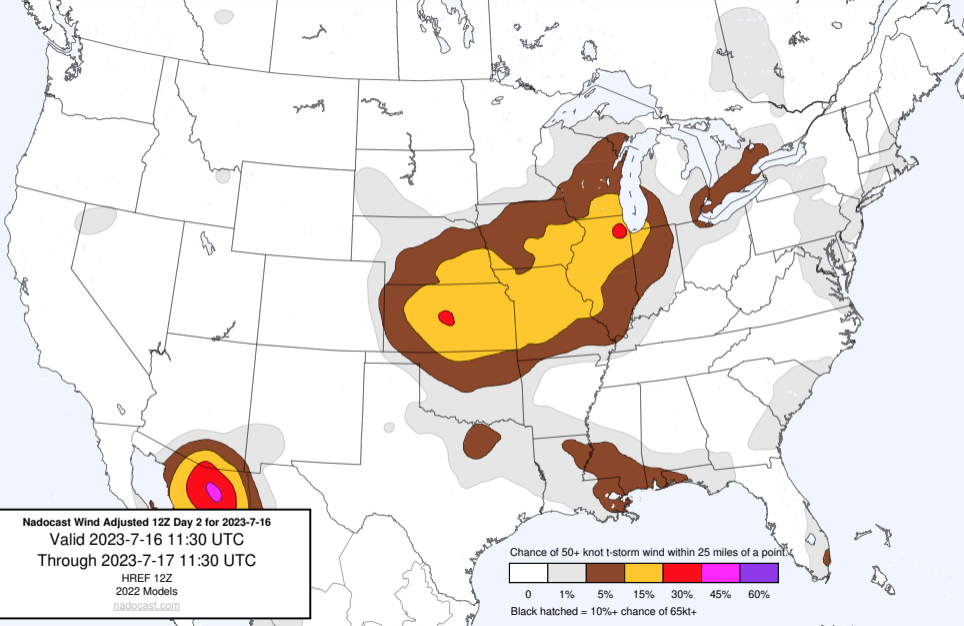 Nadocast Wind Adjusted 12Z Day 2 for 2023-7-16
Valid 2023-7-16 11:30 UTC
Through 2023-7-17 11:30 UTC
HREF 12Z
2022 Models
nadocast.com
Chance of 50+ knot t-storm wind within 25 miles of a point.
0 1% 5% 15% 30% 45% 60%
Black hatched = 10%+ chance of 65kt+